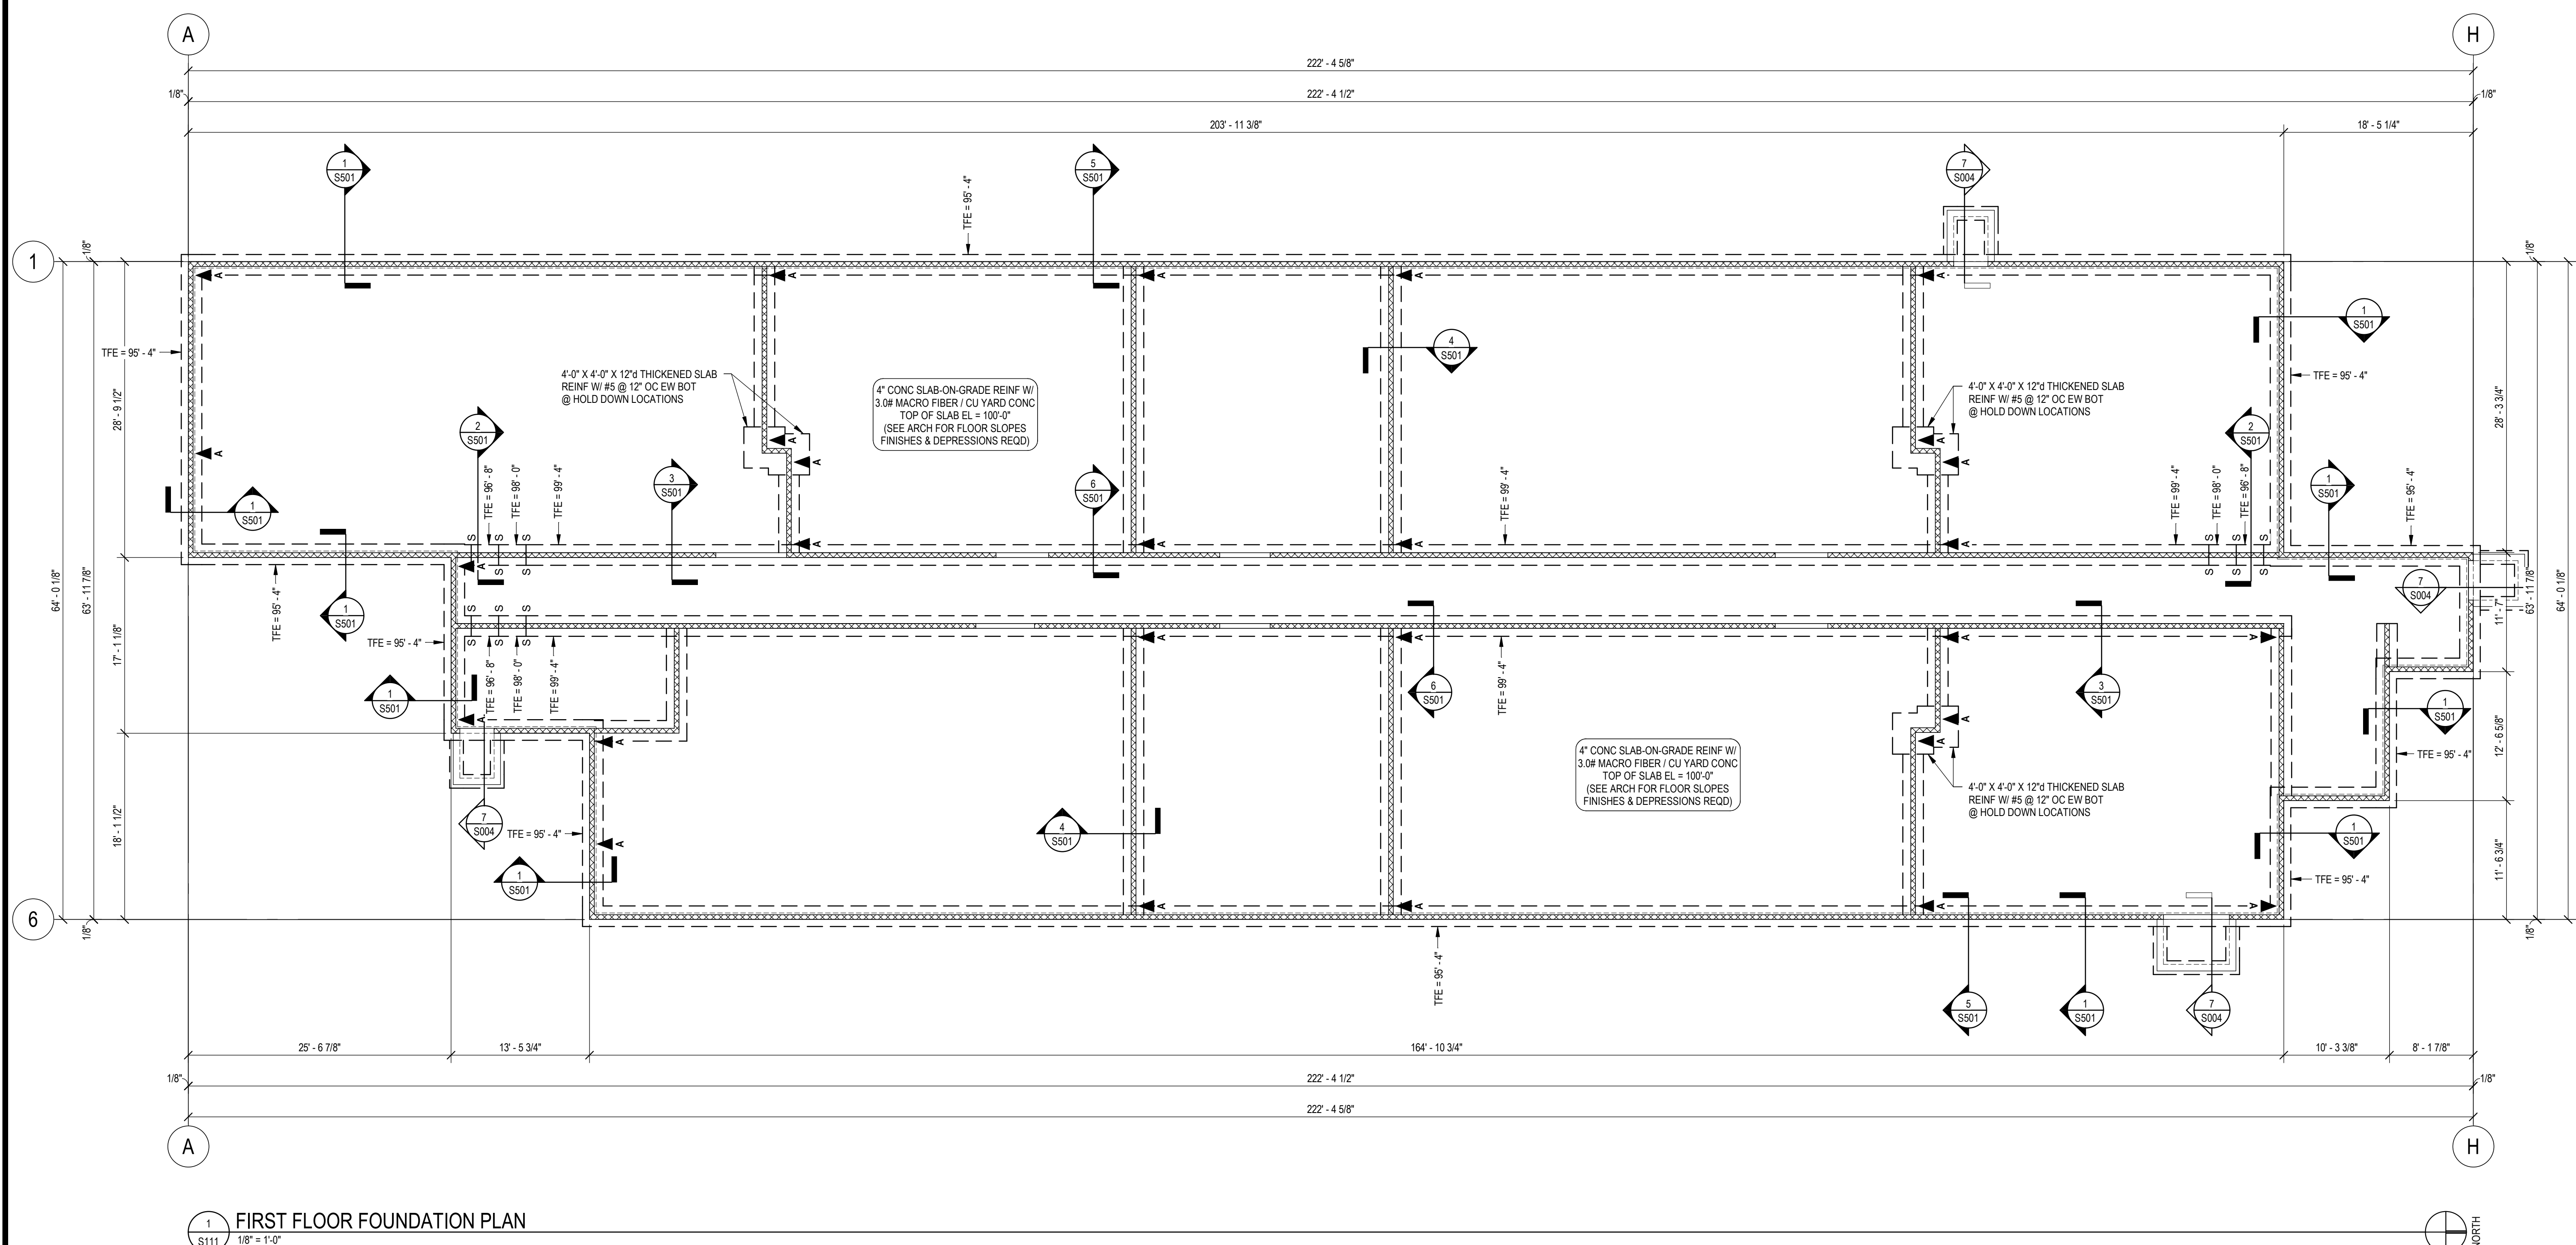 A
H
222' - 4 5/8"
1/8"
222' - 4 1/2"
1/8"
203' - 11 3/8"
18' - 5 1/4"
1
S501
5
S501
7
S004
TFE = 95' - 4"
1
1/8"
1/8"
A
A
A
A
A
TFE = 95' - 4"
1
S501
4
S501
TFE = 95' - 4"
4'-0" X 4'-0" X 12"d THICKENED SLAB
REINF W/ #5 @ 12" OC EW BOT
@ HOLD DOWN LOCATIONS
4" CONC SLAB-ON-GRADE REINF W/
3.0# MACRO FIBER / CU YARD CONC
TOP OF SLAB EL = 100'-0"
(SEE ARCH FOR FLOOR SLOPES
FINISHES & DEPRESSIONS REQD)
4'-0" X 4'-0" X 12"d THICKENED SLAB
REINF W/ #5 @ 12" OC EW BOT
@ HOLD DOWN LOCATIONS
28' - 9 1/2"
28' - 3 3/4"
2
S501
2
S501
A
A
A
A
A
3
S501
6
S501
1
S501
1
S501
TFE = 96' - 8"
TFE = 98' - 0"
TFE = 99' - 4"
TFE = 99' - 4"
TFE = 99' - 4"
TFE = 98' - 0"
TFE = 96' - 8"
TFE = 95' - 4"
S
S
S
S
S
S
A
A
A
A
S
S
S
S
S
S
A
64' - 0 1/8"
63' - 11 7/8"
17' - 1 1/8"
TFE = 95' - 4"
1
S501
7
S004
11' - 7"
63' - 11 7/8"
64' - 0 1/8"
S
S
S
S
S
S
TFE = 95' - 4"
A
A
A
A
TFE = 96' - 8"
TFE = 98' - 0"
TFE = 99' - 4"
TFE = 99' - 4"
1
S501
6
S501
3
S501
1
S501
A
A
A
A
4" CONC SLAB-ON-GRADE REINF W/
3.0# MACRO FIBER / CU YARD CONC
TOP OF SLAB EL = 100'-0"
(SEE ARCH FOR FLOOR SLOPES
FINISHES & DEPRESSIONS REQD)
TFE = 95' - 4"
12' - 6 5/8"
4'-0" X 4'-0" X 12"d THICKENED SLAB
REINF W/ #5 @ 12" OC EW BOT
@ HOLD DOWN LOCATIONS
18' - 1 1/2"
7
S004
TFE = 95' - 4"
A
4
S501
1
S501
1
S501
11' - 6 3/4"
TFE = 95' - 4"
A
A
A
A
6
1/8"
1/8"
TFE = 95' - 4"
5
S501
1
S501
7
S004
25' - 6 7/8"
13' - 5 3/4"
164' - 10 3/4"
10' - 3 3/8"
8' - 1 7/8"
1/8"
222' - 4 1/2"
1/8"
222' - 4 5/8"
A
H
1
S111
FIRST FLOOR FOUNDATION PLAN
1/8" = 1'-0"
NORTH